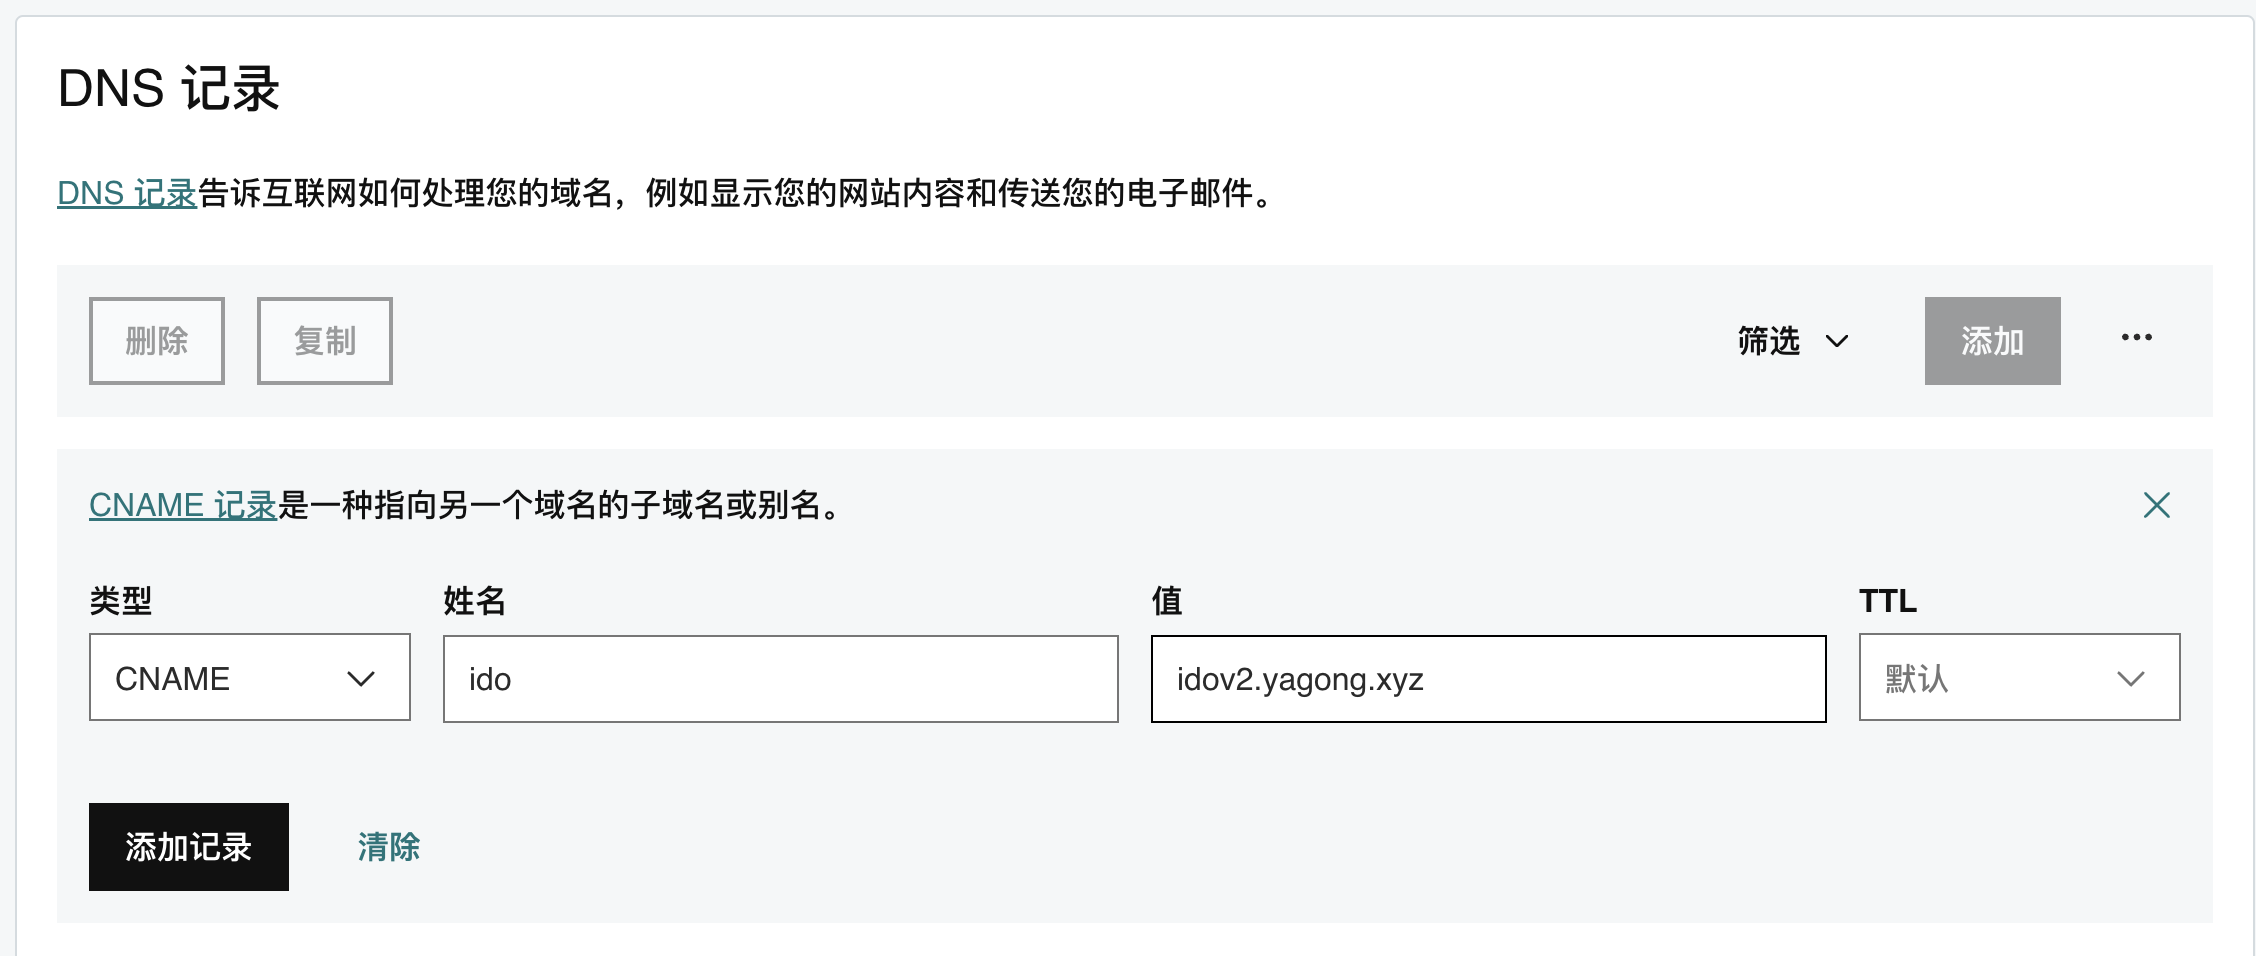 DNS 记录
DNS 记录告诉互联网如何处理您的域名，例如显示您的网站内容和传送您的电子邮件。
删除 复制 筛选 添加 ···
CNAME 记录是一种指向另一个域名的子域名或别名。
类型 姓名 值 TTL
CNAME ido idov2.yagong.xyz 默认
添加记录 清除